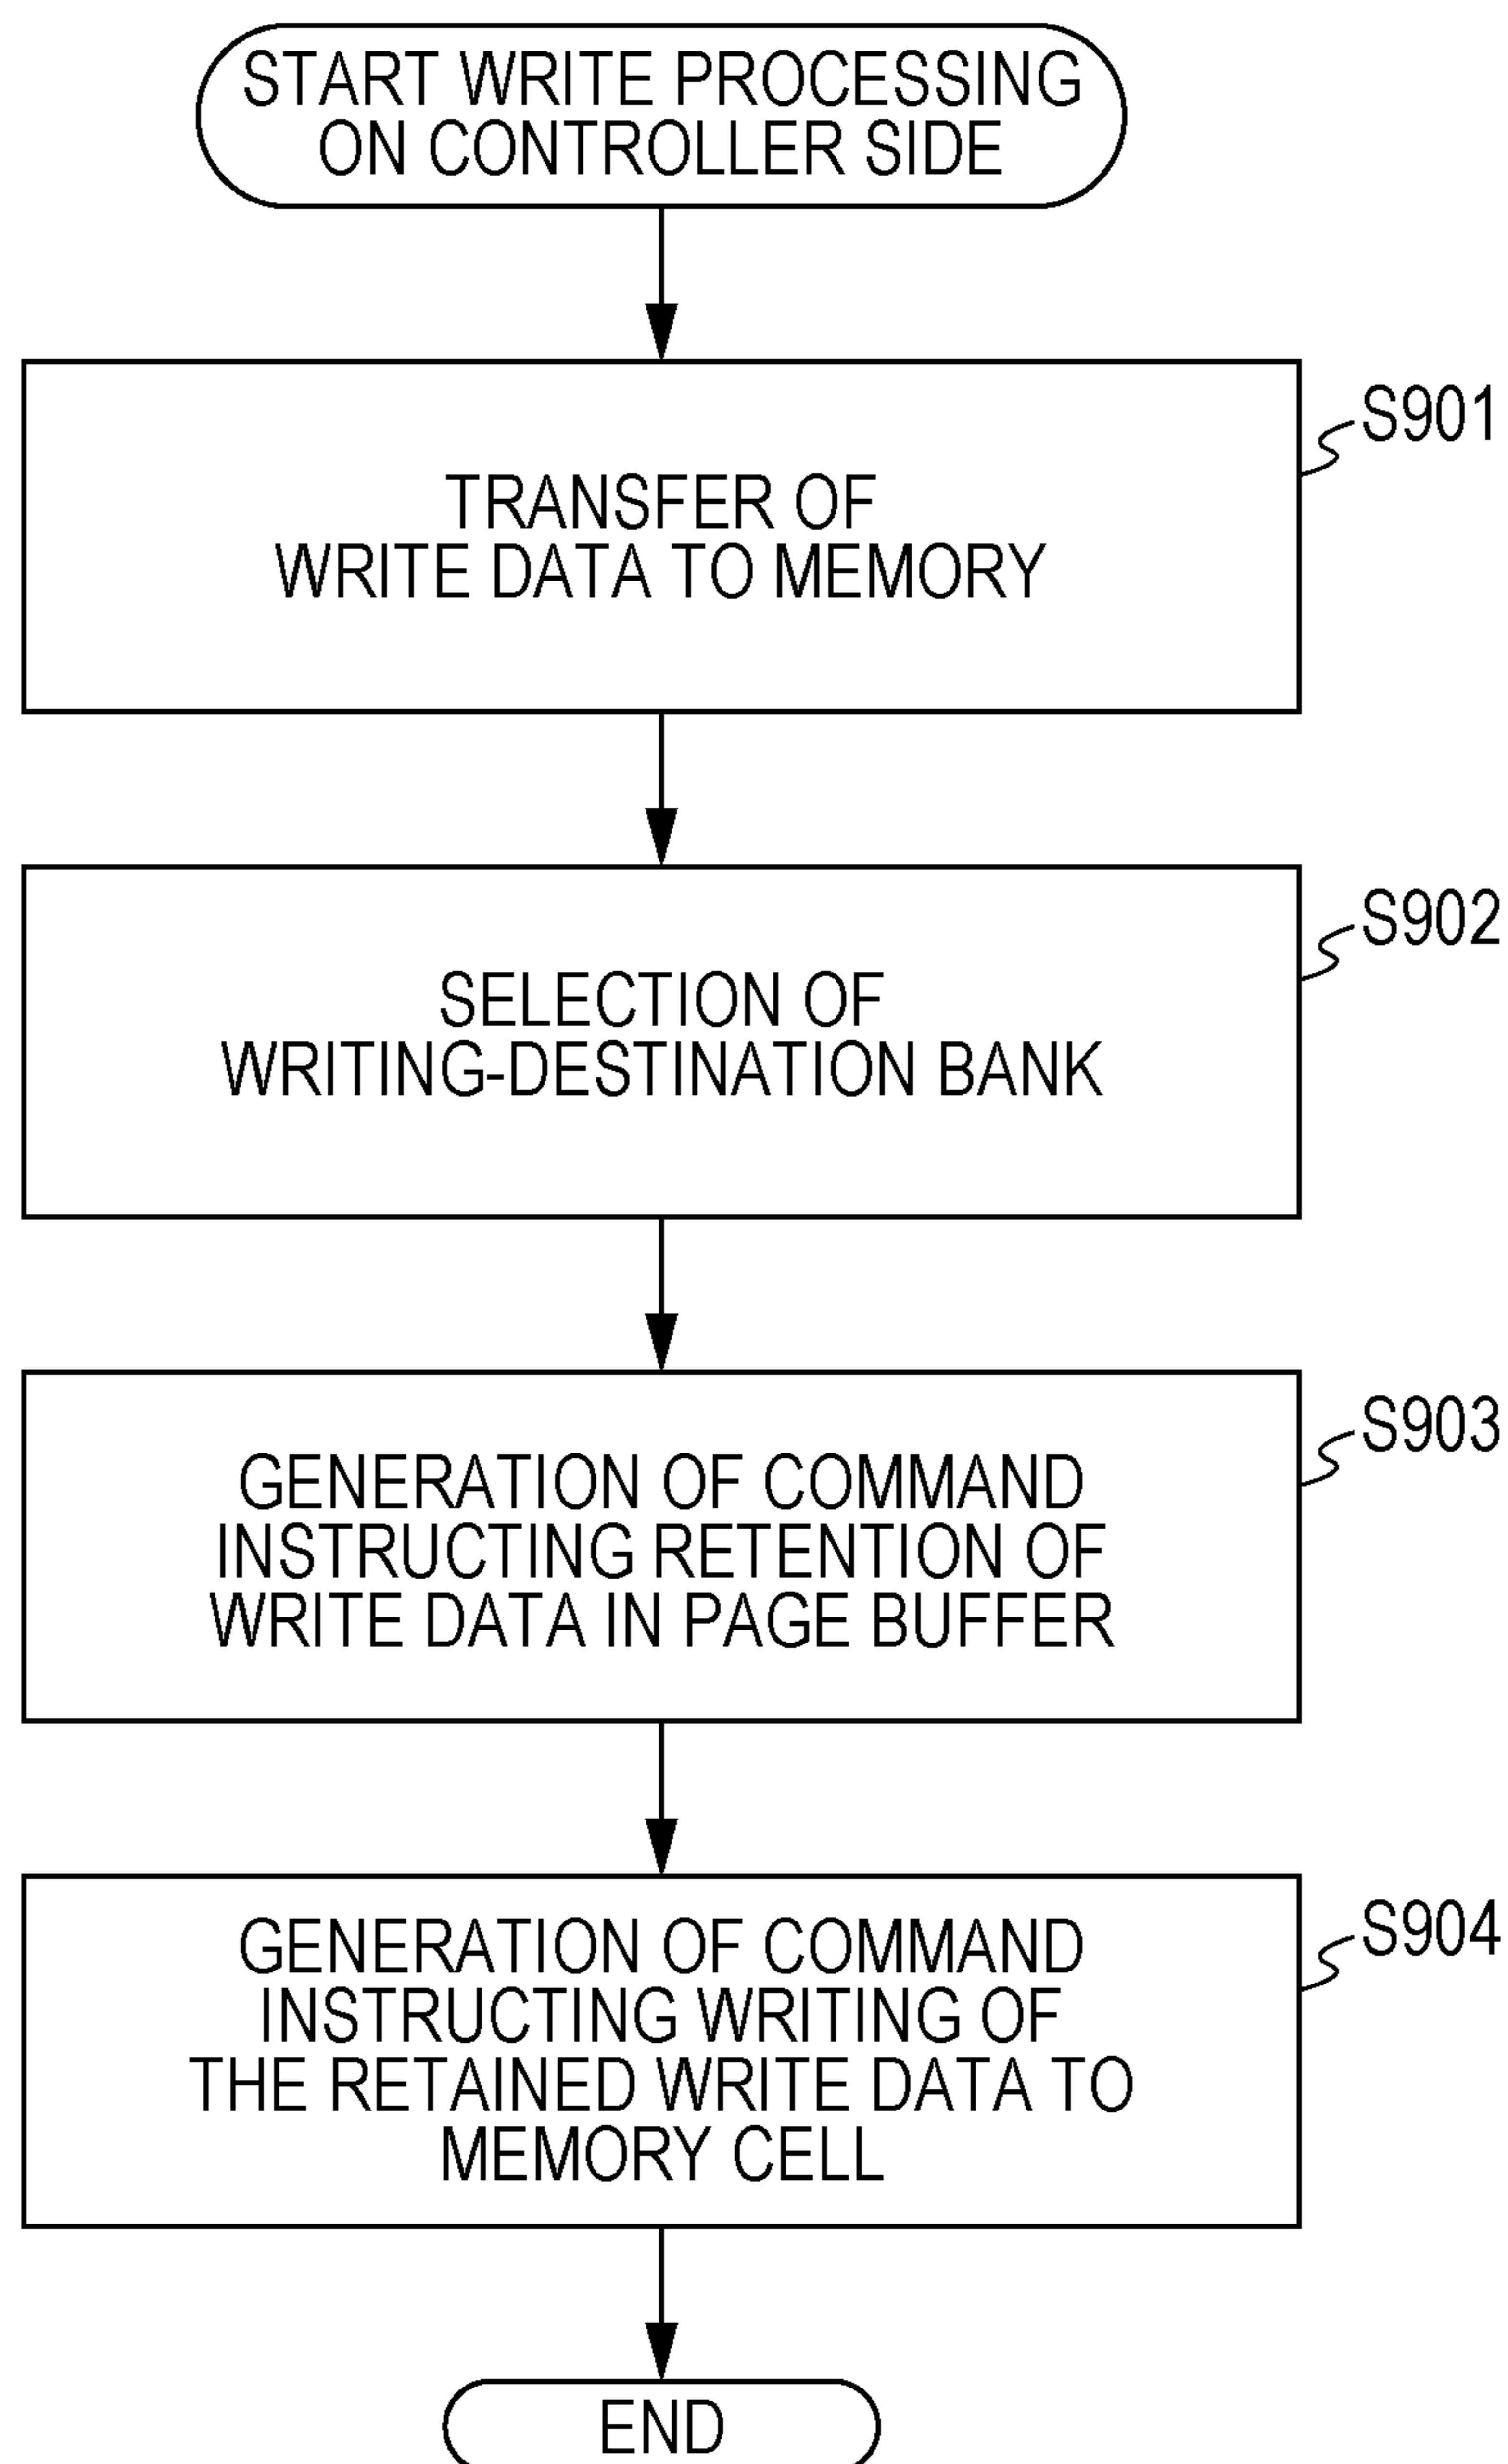 START WRITE PROCESSING
ON CONTROLLER SIDE
S901
TRANSFER OF
WRITE DATA TO MEMORY
S902
SELECTION OF
WRITING-DESTINATION BANK
S903
GENERATION OF COMMAND
INSTRUCTING RETENTION OF
WRITE DATA IN PAGE BUFFER
S904
GENERATION OF COMMAND
INSTRUCTING WRITING OF
THE RETAINED WRITE DATA TO
MEMORY CELL
END